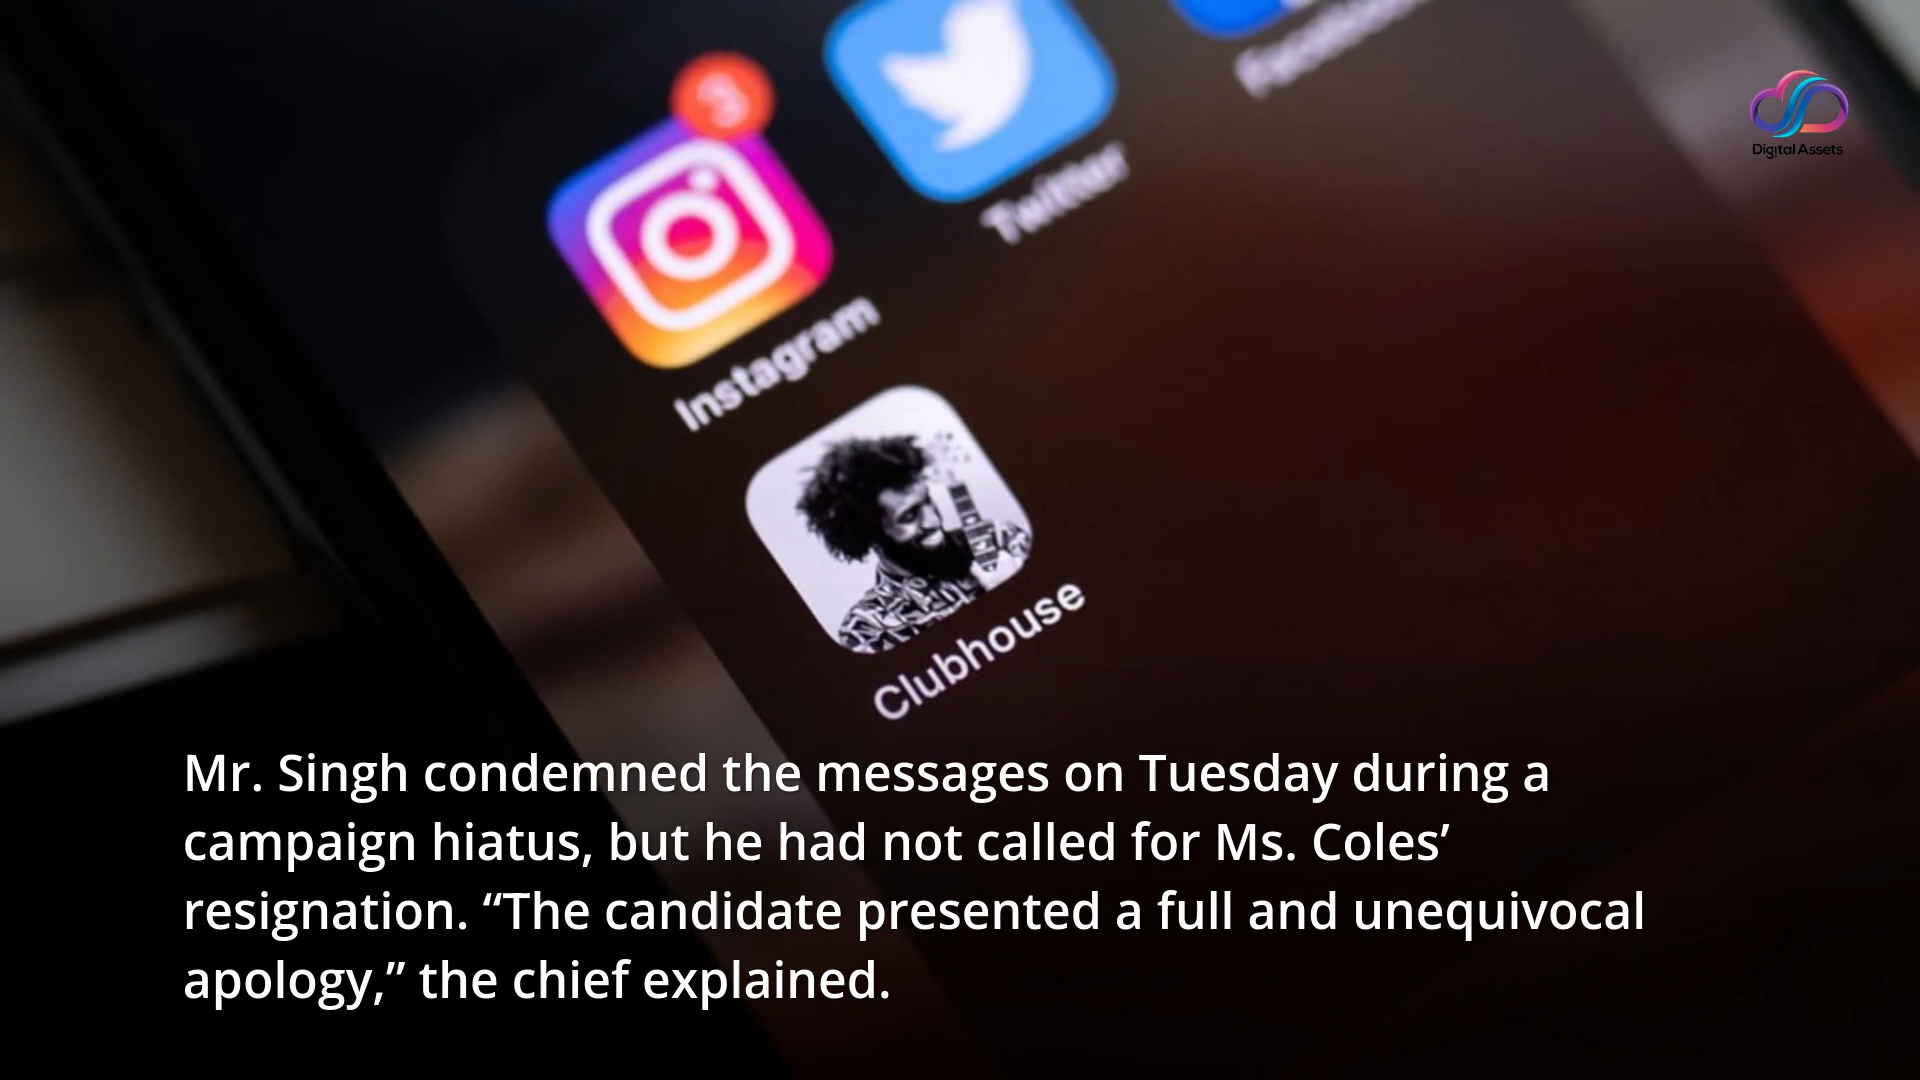 3
Twitter
Facebook
Digital Assets
Instagram
Clubhouse
Mr. Singh condemned the messages on Tuesday during a
campaign hiatus, but he had not called for Ms. Coles’
resignation. “The candidate presented a full and unequivocal
apology,” the chief explained.